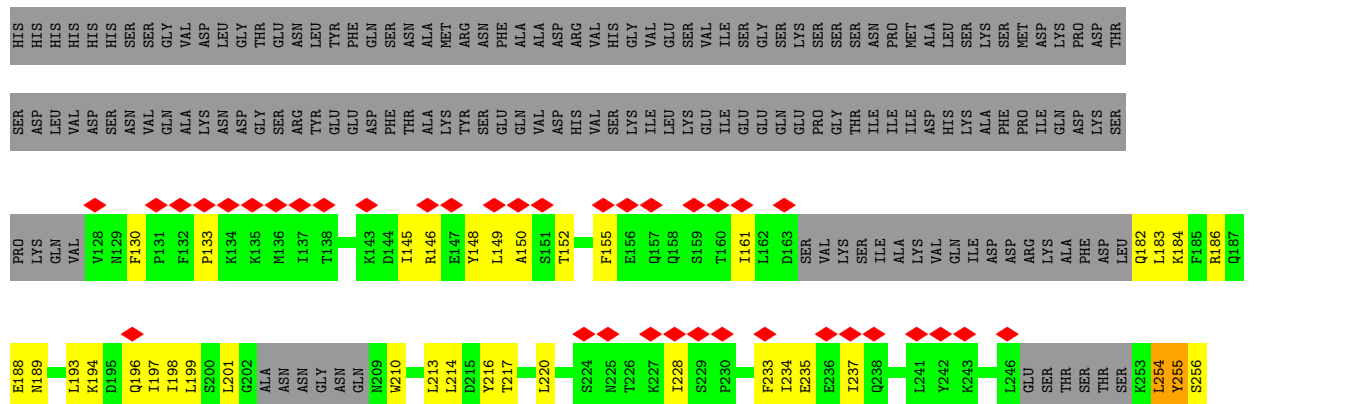 HIS HIS HIS HIS HIS HIS SER SER GLY VAL ASP LEU GLY THR GLU ASN LEU TYR PHE GLN SER ASN ALA MET ARG ASN PHE ALA ALA ASP ARG VAL HIS GLY VAL GLU SER VAL ILE SER GLY SER LYS SER SER SER ASN PRO MET ALA LEU SER LYS SER MET ASP LYS PRO ASP THR
SER ASP LEU VAL ASP SER ASN VAL GLN ALA LYS ASN ASP GLY SER ARG TYR GLU GLU ASP PHE THR ALA LYS TYR SER GLU GLN VAL ASP HIS VAL SER LYS ILE LEU LYS GLU ILE GLU GLU GLN GLU PRO GLY THR ILE ILE ILE ASP HIS LYS ALA PHE PRO ILE GLN ASP LYS SER
PRO LYS GLN VAL V128 N129 F130 P131 F132 P133 K134 K135 M136 I137 T138 K143 D144 I145 R146 E147 Y148 L149 A150 S151 T152 F155 E156 Q157 Q158 S159 T160 I161 L162 D163 SER VAL LYS SER ILE ALA LYS VAL GLN ILE ASP ASP ARG LYS ALA PHE ASP LEU Q182 L183 K184 F185 R186 Q187
E188 N189 L193 K194 D195 Q196 I197 I198 L199 S200 L201 G202 ALA ASN ASN GLY ASN GLN N209 W210 L213 L214 D215 Y216 T217 L220 S224 N225 T226 K227 I228 S229 P230 F233 I234 E235 E236 I237 Q238 L241 Y242 K243 L246 GLU SER THR SER THR SER K253 L254 Y255 S256